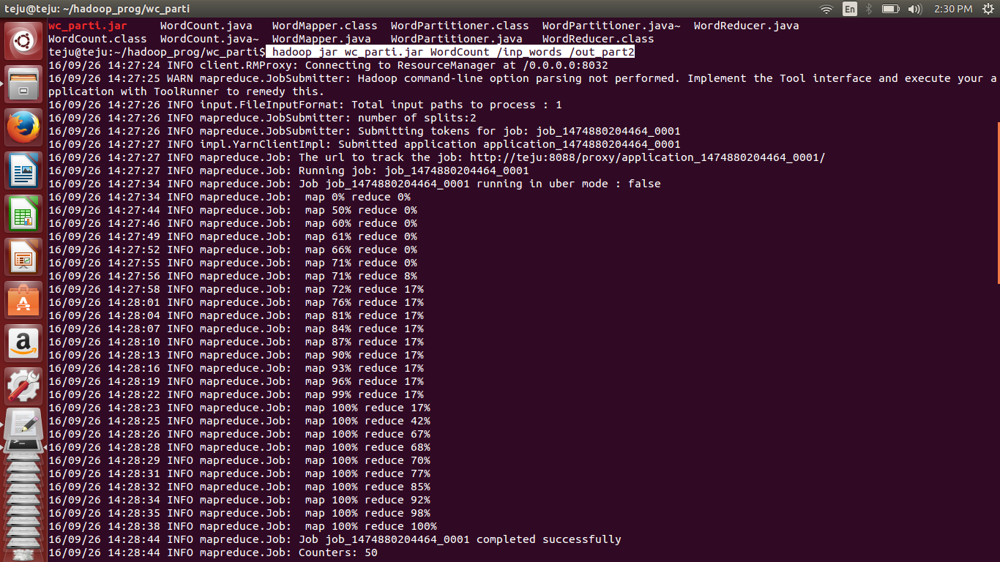 teju@teju: ~/hadoop_prog/wc_parti
En
2:30 PM
wc_parti.jar WordCount.java WordMapper.class WordPartitioner.class WordPartitioner.java~ WordReducer.java
WordCount.class WordCount.java~ WordMapper.java WordPartitioner.java WordReducer.class
teju@teju:~/hadoop_prog/wc_parti$ hadoop jar wc_parti.jar WordCount /inp_words /out_part2
16/09/26 14:27:24 INFO client.RMProxy: Connecting to ResourceManager at /0.0.0.0:8032
16/09/26 14:27:25 WARN mapreduce.JobSubmitter: Hadoop command-line option parsing not performed. Implement the Tool interface and execute your a
pplication with ToolRunner to remedy this.
16/09/26 14:27:26 INFO input.FileInputFormat: Total input paths to process : 1
16/09/26 14:27:26 INFO mapreduce.JobSubmitter: number of splits:2
16/09/26 14:27:26 INFO mapreduce.JobSubmitter: Submitting tokens for job: job_1474880204464_0001
16/09/26 14:27:27 INFO impl.YarnClientImpl: Submitted application application_1474880204464_0001
16/09/26 14:27:27 INFO mapreduce.Job: The url to track the job: http://teju:8088/proxy/application_1474880204464_0001/
16/09/26 14:27:27 INFO mapreduce.Job: Running job: job_1474880204464_0001
16/09/26 14:27:34 INFO mapreduce.Job: Job job_1474880204464_0001 running in uber mode : false
16/09/26 14:27:34 INFO mapreduce.Job:  map 0% reduce 0%
16/09/26 14:27:44 INFO mapreduce.Job:  map 50% reduce 0%
16/09/26 14:27:46 INFO mapreduce.Job:  map 60% reduce 0%
16/09/26 14:27:49 INFO mapreduce.Job:  map 61% reduce 0%
16/09/26 14:27:52 INFO mapreduce.Job:  map 66% reduce 0%
16/09/26 14:27:55 INFO mapreduce.Job:  map 71% reduce 0%
16/09/26 14:27:56 INFO mapreduce.Job:  map 71% reduce 8%
16/09/26 14:27:58 INFO mapreduce.Job:  map 72% reduce 17%
16/09/26 14:28:01 INFO mapreduce.Job:  map 76% reduce 17%
16/09/26 14:28:04 INFO mapreduce.Job:  map 81% reduce 17%
16/09/26 14:28:07 INFO mapreduce.Job:  map 84% reduce 17%
16/09/26 14:28:10 INFO mapreduce.Job:  map 87% reduce 17%
16/09/26 14:28:13 INFO mapreduce.Job:  map 90% reduce 17%
16/09/26 14:28:16 INFO mapreduce.Job:  map 93% reduce 17%
16/09/26 14:28:19 INFO mapreduce.Job:  map 96% reduce 17%
16/09/26 14:28:22 INFO mapreduce.Job:  map 99% reduce 17%
16/09/26 14:28:23 INFO mapreduce.Job:  map 100% reduce 17%
16/09/26 14:28:25 INFO mapreduce.Job:  map 100% reduce 42%
16/09/26 14:28:26 INFO mapreduce.Job:  map 100% reduce 67%
16/09/26 14:28:28 INFO mapreduce.Job:  map 100% reduce 68%
16/09/26 14:28:29 INFO mapreduce.Job:  map 100% reduce 70%
16/09/26 14:28:31 INFO mapreduce.Job:  map 100% reduce 77%
16/09/26 14:28:32 INFO mapreduce.Job:  map 100% reduce 85%
16/09/26 14:28:34 INFO mapreduce.Job:  map 100% reduce 92%
16/09/26 14:28:35 INFO mapreduce.Job:  map 100% reduce 98%
16/09/26 14:28:38 INFO mapreduce.Job:  map 100% reduce 100%
16/09/26 14:28:44 INFO mapreduce.Job: Job job_1474880204464_0001 completed successfully
16/09/26 14:28:44 INFO mapreduce.Job: Counters: 50